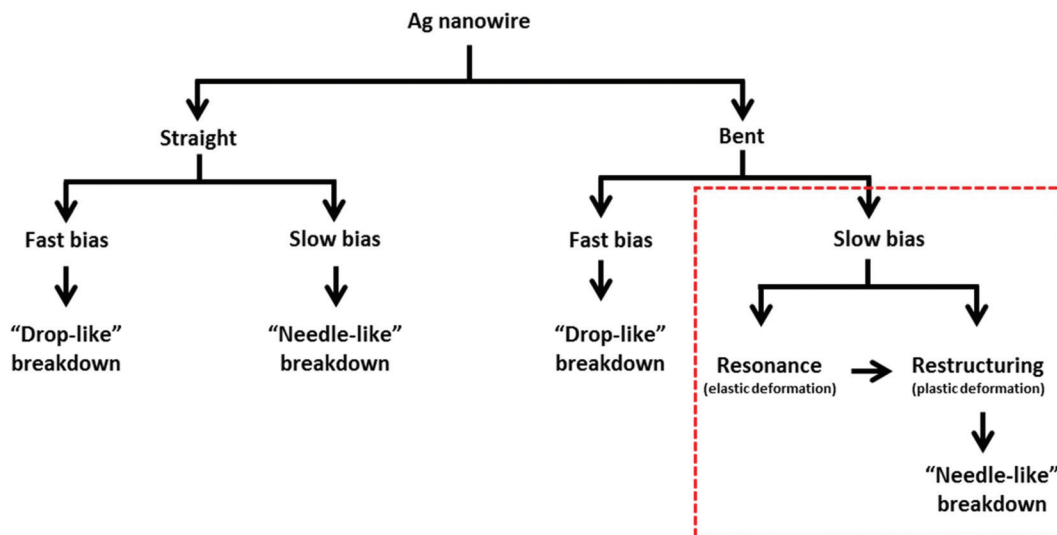 Ag nanowire
Straight
Bent
Fast bias
Slow bias
Fast bias
Slow bias
“Drop-like”
breakdown
“Needle-like”
breakdown
“Drop-like”
breakdown
Resonance
(elastic deformation)
Restructuring
(plastic deformation)
“Needle-like”
breakdown